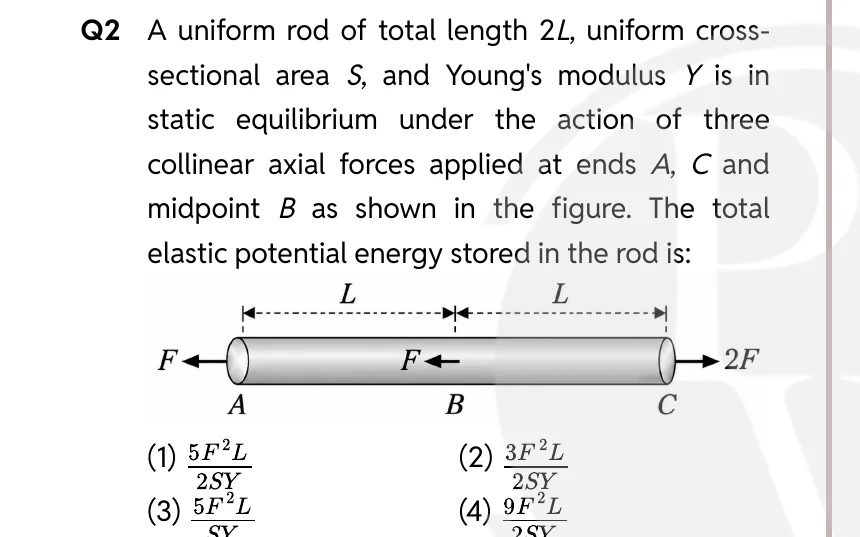 Q2 A uniform rod of total length 2L, uniform cross-
sectional area S, and Young's modulus Y is in
static equilibrium under the action of three
collinear axial forces applied at ends A, C and
midpoint B as shown in the figure. The total
elastic potential energy stored in the rod is:
L L
F F 2F
A B C
(1) 5F²L/2SY (2) 3F²L/2SY
(3) 5F²L/SY (4) 9F²L/2SY